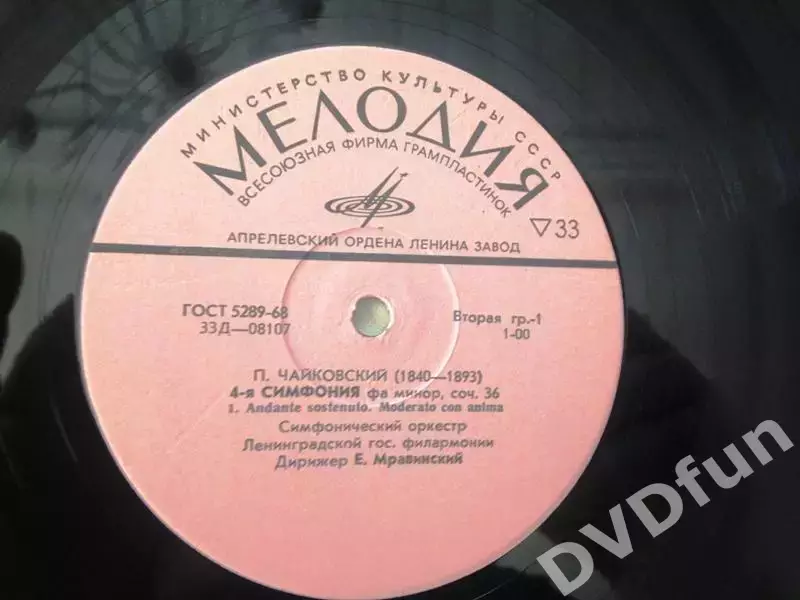 МИНИСТЕРСТВО КУЛЬТУРЫ СССР
МЕЛОДИЯ
ВСЕСОЮЗНАЯ ФИРМА ГРАМПЛАСТИНОК
▽33
АПРЕЛЕВСКИЙ ОРДЕНА ЛЕНИНА ЗАВОД
ГОСТ 5289-68
33Д—08107
Вторая гр.-1
1-00
П. ЧАЙКОВСКИЙ (1840—1893)
4-я СИМФОНИЯ фа минор, соч. 36
1. Andante sostenuto. Moderato con anima
Симфонический оркестр
Ленинградской гос. филармонии
Дирижер Е. Мравинский
DVDfun